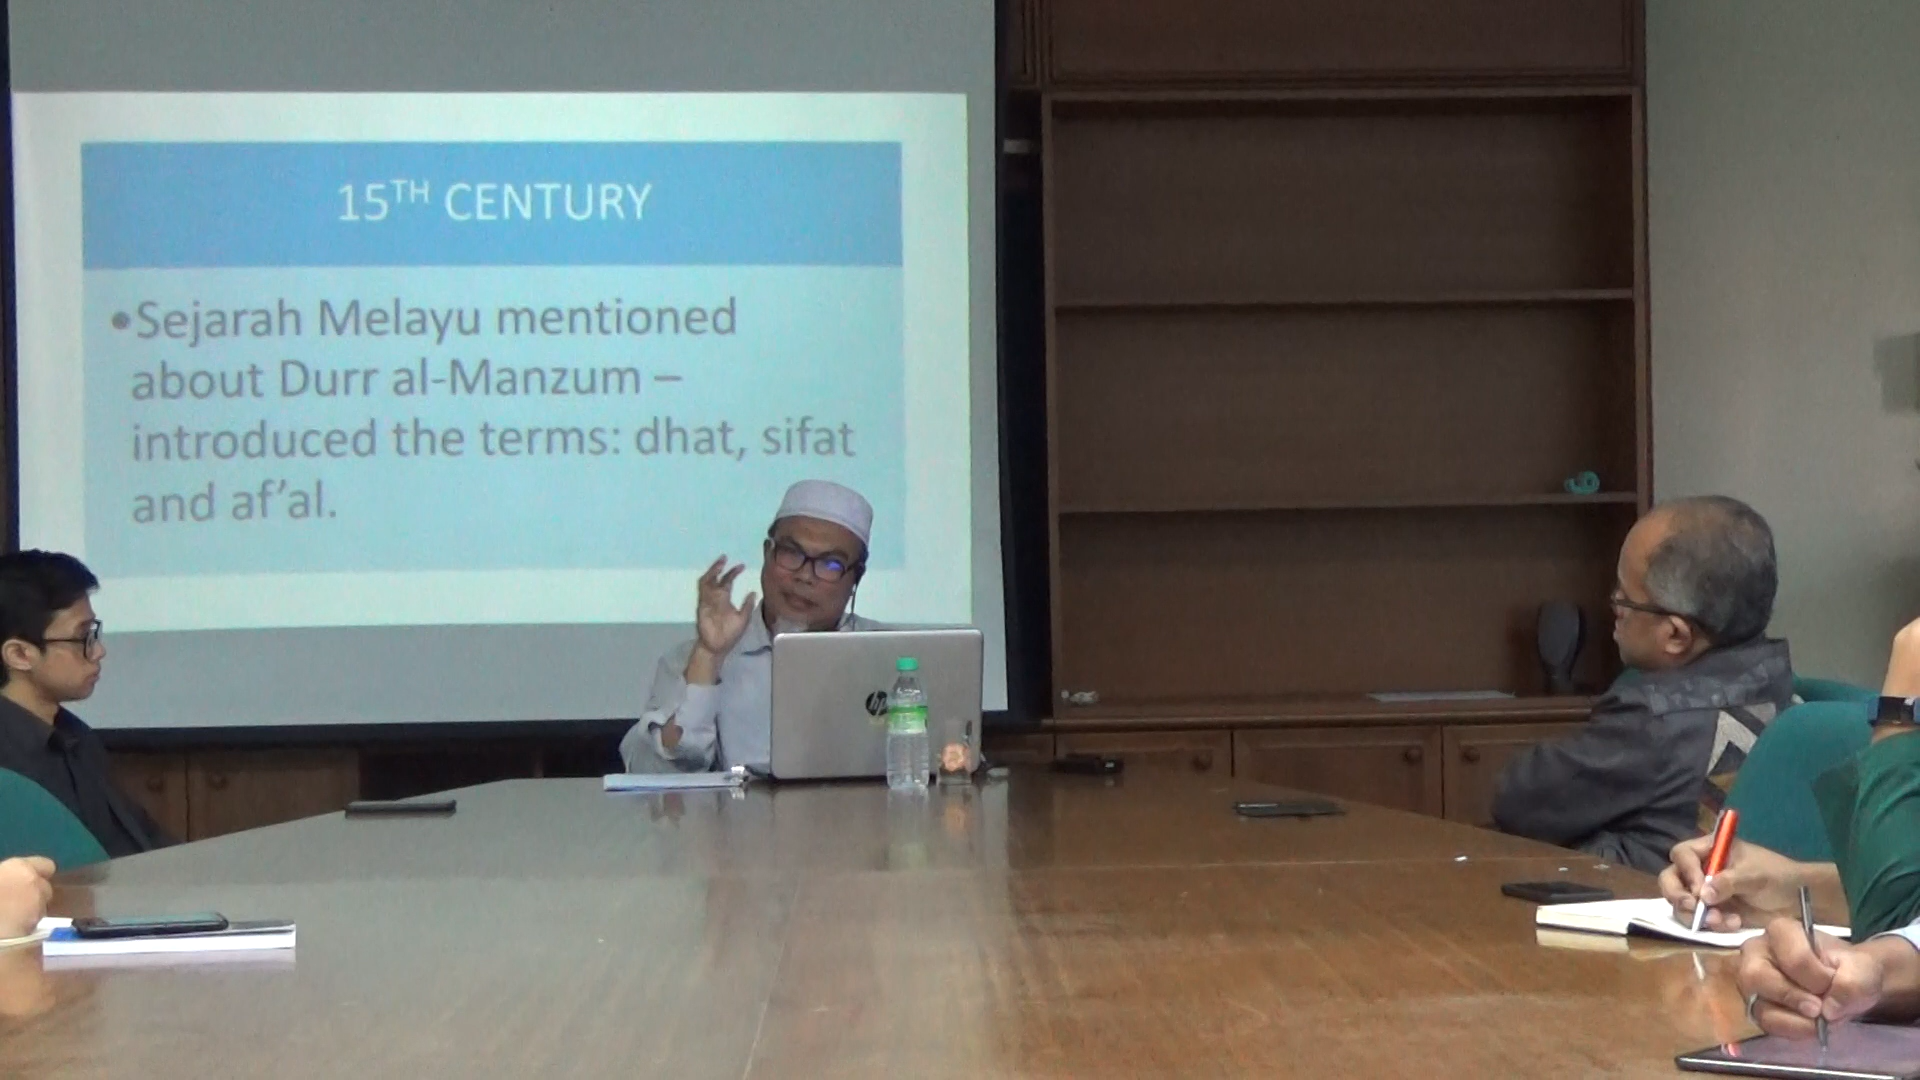 15TH CENTURY
•Sejarah Melayu mentioned
about Durr al-Manzum –
introduced the terms: dhat, sifat
and af’al.
hp